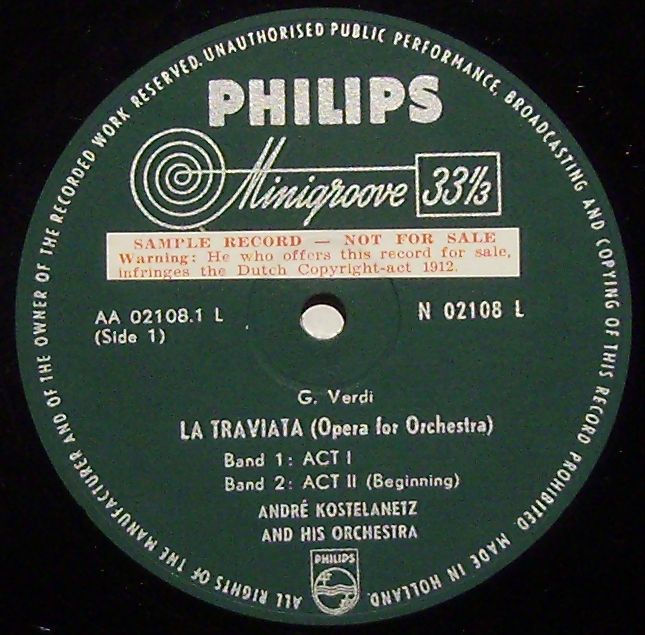 ALL RIGHTS OF THE MANUFACTURER AND OF THE OWNER OF THE RECORDED WORK RESERVED. UNAUTHORISED PUBLIC PERFORMANCE, BROADCASTING AND COPYING OF THIS RECORD PROHIBITED. MADE IN HOLLAND.
PHILIPS
Minigroove 33⅓
SAMPLE RECORD — NOT FOR SALE
Warning: He who offers this record for sale,
infringes the Dutch Copyright-act 1912.
AA 02108.1 L
(Side 1)
N 02108 L
G. Verdi
LA TRAVIATA (Opera for Orchestra)
Band 1: ACT I
Band 2: ACT II (Beginning)
ANDRÉ KOSTELANETZ
AND HIS ORCHESTRA
PHILIPS